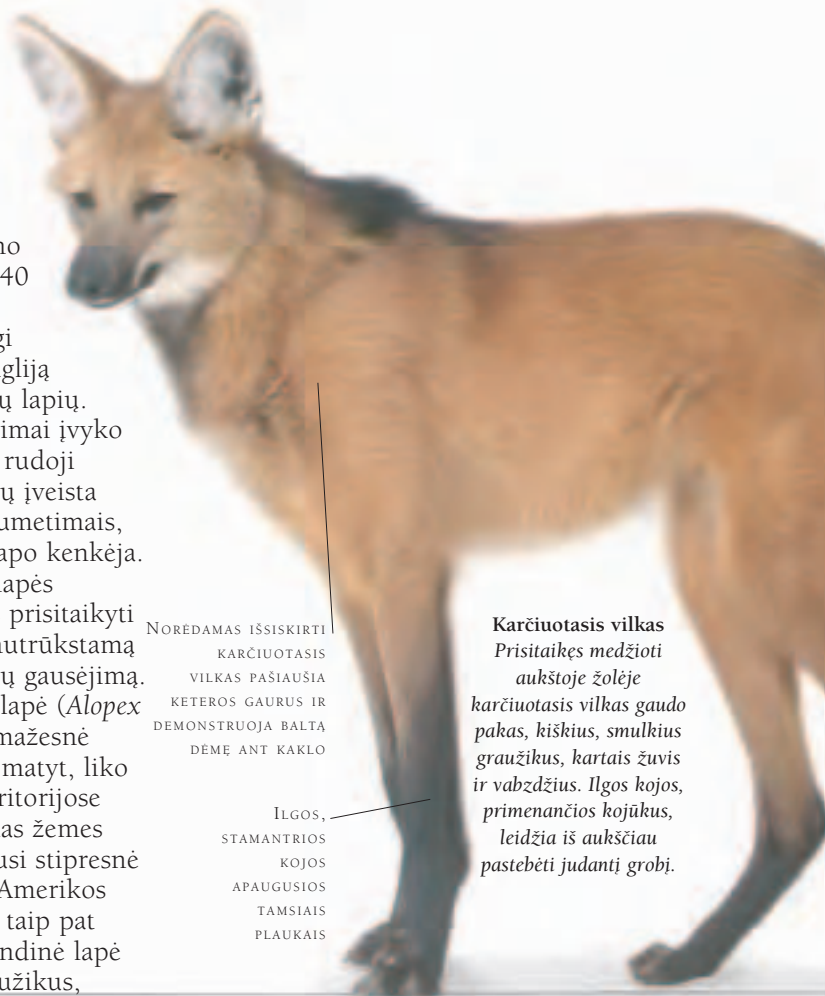 no
40
gi
gliją
ų lapių.
imai įvyko
rudoji
ų įveista
umetimais,
apo kenkėja.
lapės
prisitaikyti
nutrūkstamą
ų gausėjimą.
lapė (Alopex
mažesnė
matyt, liko
ritorijose
as žemes
usi stipresnė
Amerikos
taip pat
ndinė lapė
užikus,
Norėdamas išsiskirti
karčiuotasis
vilkas pašiaušia
keteros gaurus ir
demonstruoja baltą
dėmę ant kaklo
Ilgos,
stamantrios
kojos
apaugusios
tamsiais
plaukais
Karčiuotasis vilkas
Prisitaikęs medžioti
aukštoje žolėje
karčiuotasis vilkas gaudo
pakas, kiškius, smulkius
graužikus, kartais žuvis
ir vabzdžius. Ilgos kojos,
primenančios kojūkus,
leidžia iš aukščiau
pastebėti judantį grobį.